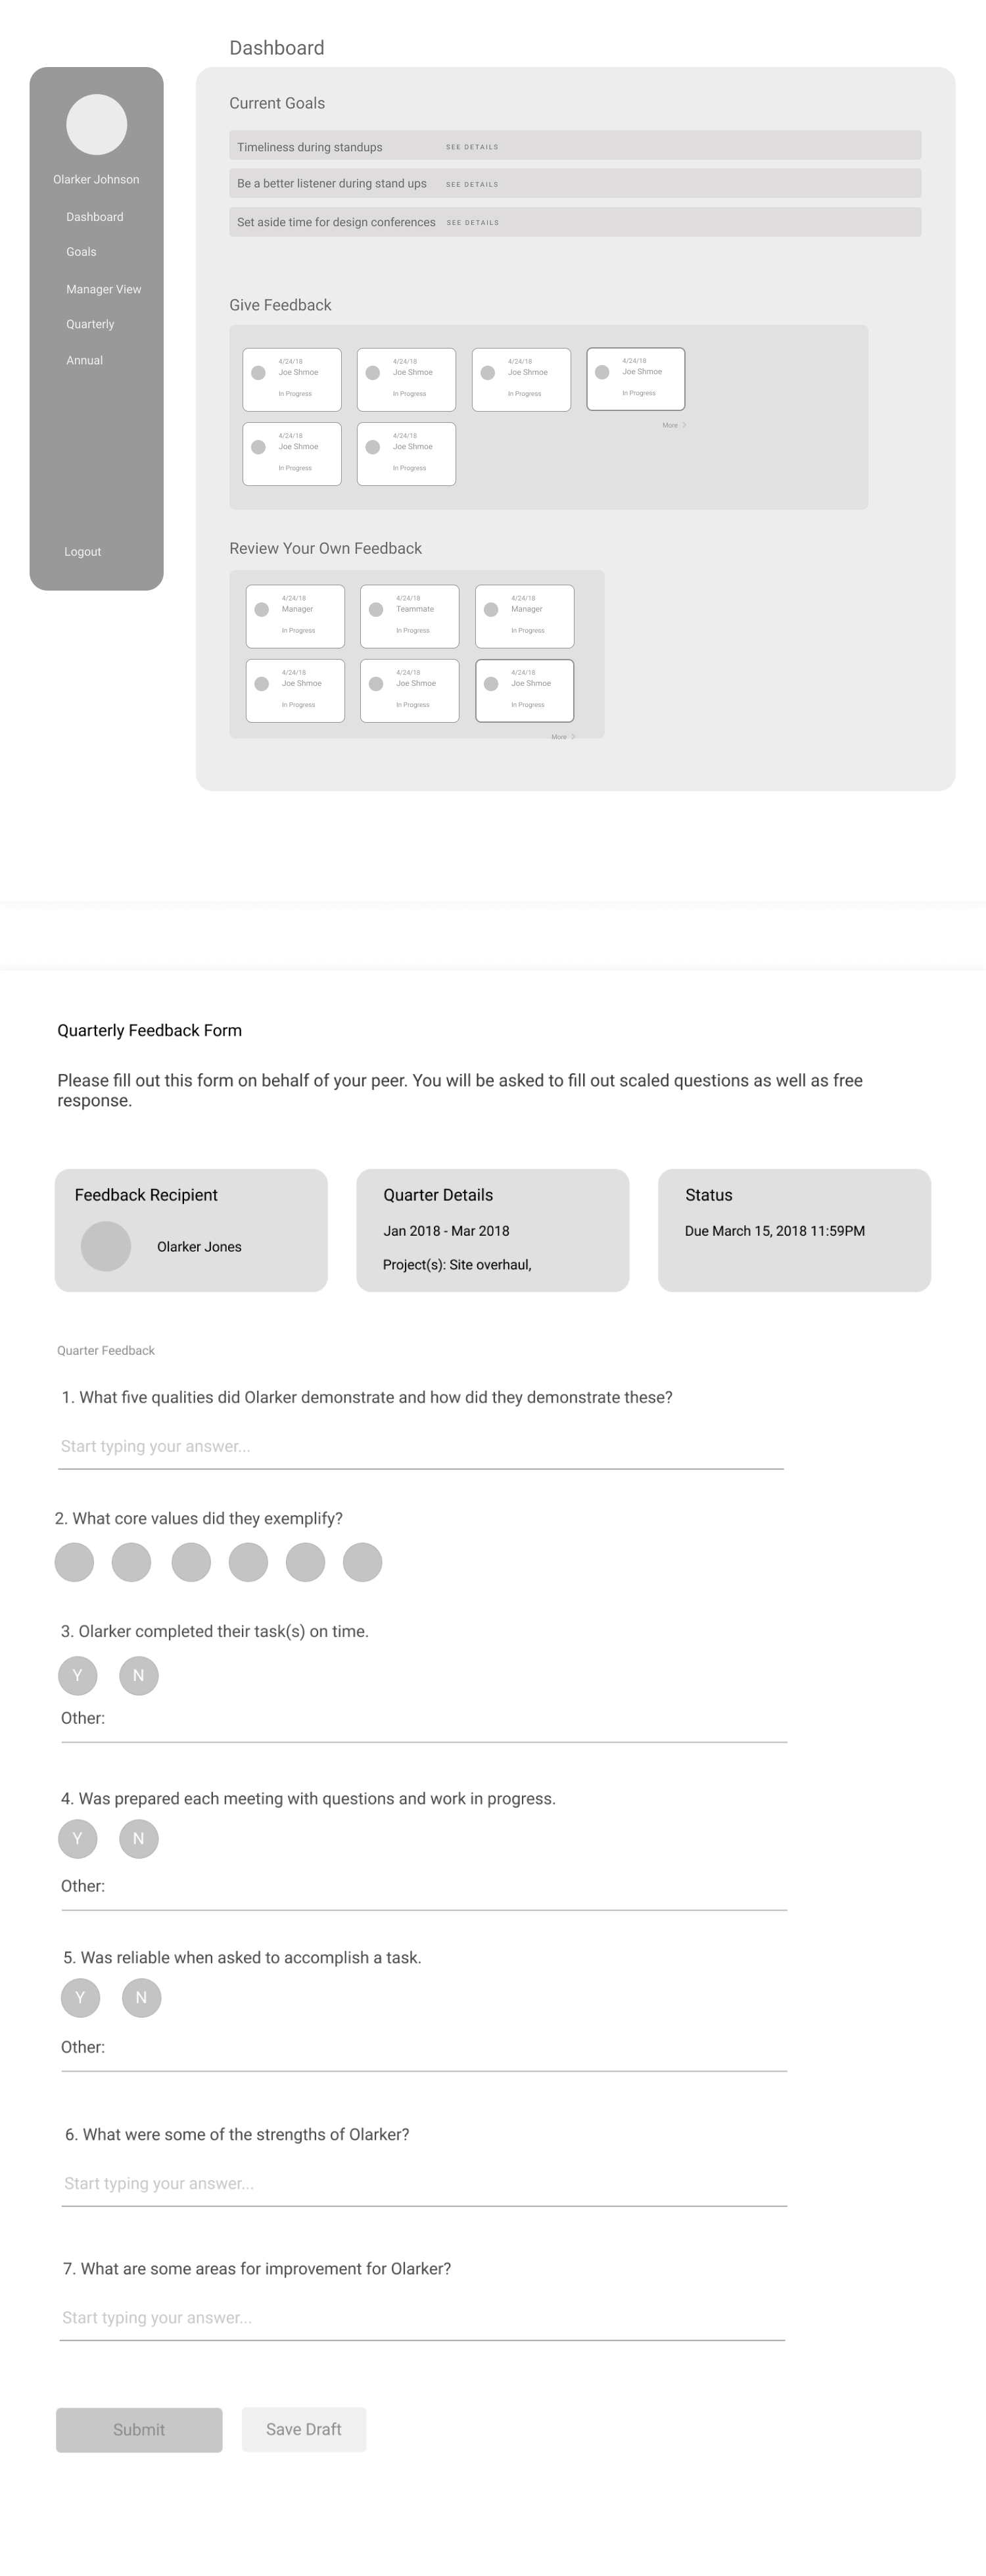 Dashboard
Olarker Johnson
Dashboard
Goals
Manager View
Quarterly
Annual
Logout
Current Goals
Timeliness during standups SEE DETAILS
Be a better listener during stand ups SEE DETAILS
Set aside time for design conferences SEE DETAILS
Give Feedback
4/24/18
Joe Shmoe
In Progress
4/24/18
Joe Shmoe
In Progress
4/24/18
Joe Shmoe
In Progress
4/24/18
Joe Shmoe
In Progress
More >
4/24/18
Joe Shmoe
In Progress
4/24/18
Joe Shmoe
In Progress
Review Your Own Feedback
4/24/18
Manager
In Progress
4/24/18
Teammate
In Progress
4/24/18
Manager
In Progress
4/24/18
Joe Shmoe
In Progress
4/24/18
Joe Shmoe
In Progress
4/24/18
Joe Shmoe
In Progress
More >
Quarterly Feedback Form
Please fill out this form on behalf of your peer. You will be asked to fill out scaled questions as well as free
response.
Feedback Recipient
Olarker Jones
Quarter Details
Jan 2018 - Mar 2018
Project(s): Site overhaul,
Status
Due March 15, 2018 11:59PM
Quarter Feedback
1. What five qualities did Olarker demonstrate and how did they demonstrate these?
Start typing your answer...
2. What core values did they exemplify?
3. Olarker completed their task(s) on time.
Y N
Other:
4. Was prepared each meeting with questions and work in progress.
Y N
Other:
5. Was reliable when asked to accomplish a task.
Y N
Other:
6. What were some of the strengths of Olarker?
Start typing your answer...
7. What are some areas for improvement for Olarker?
Start typing your answer...
Submit Save Draft